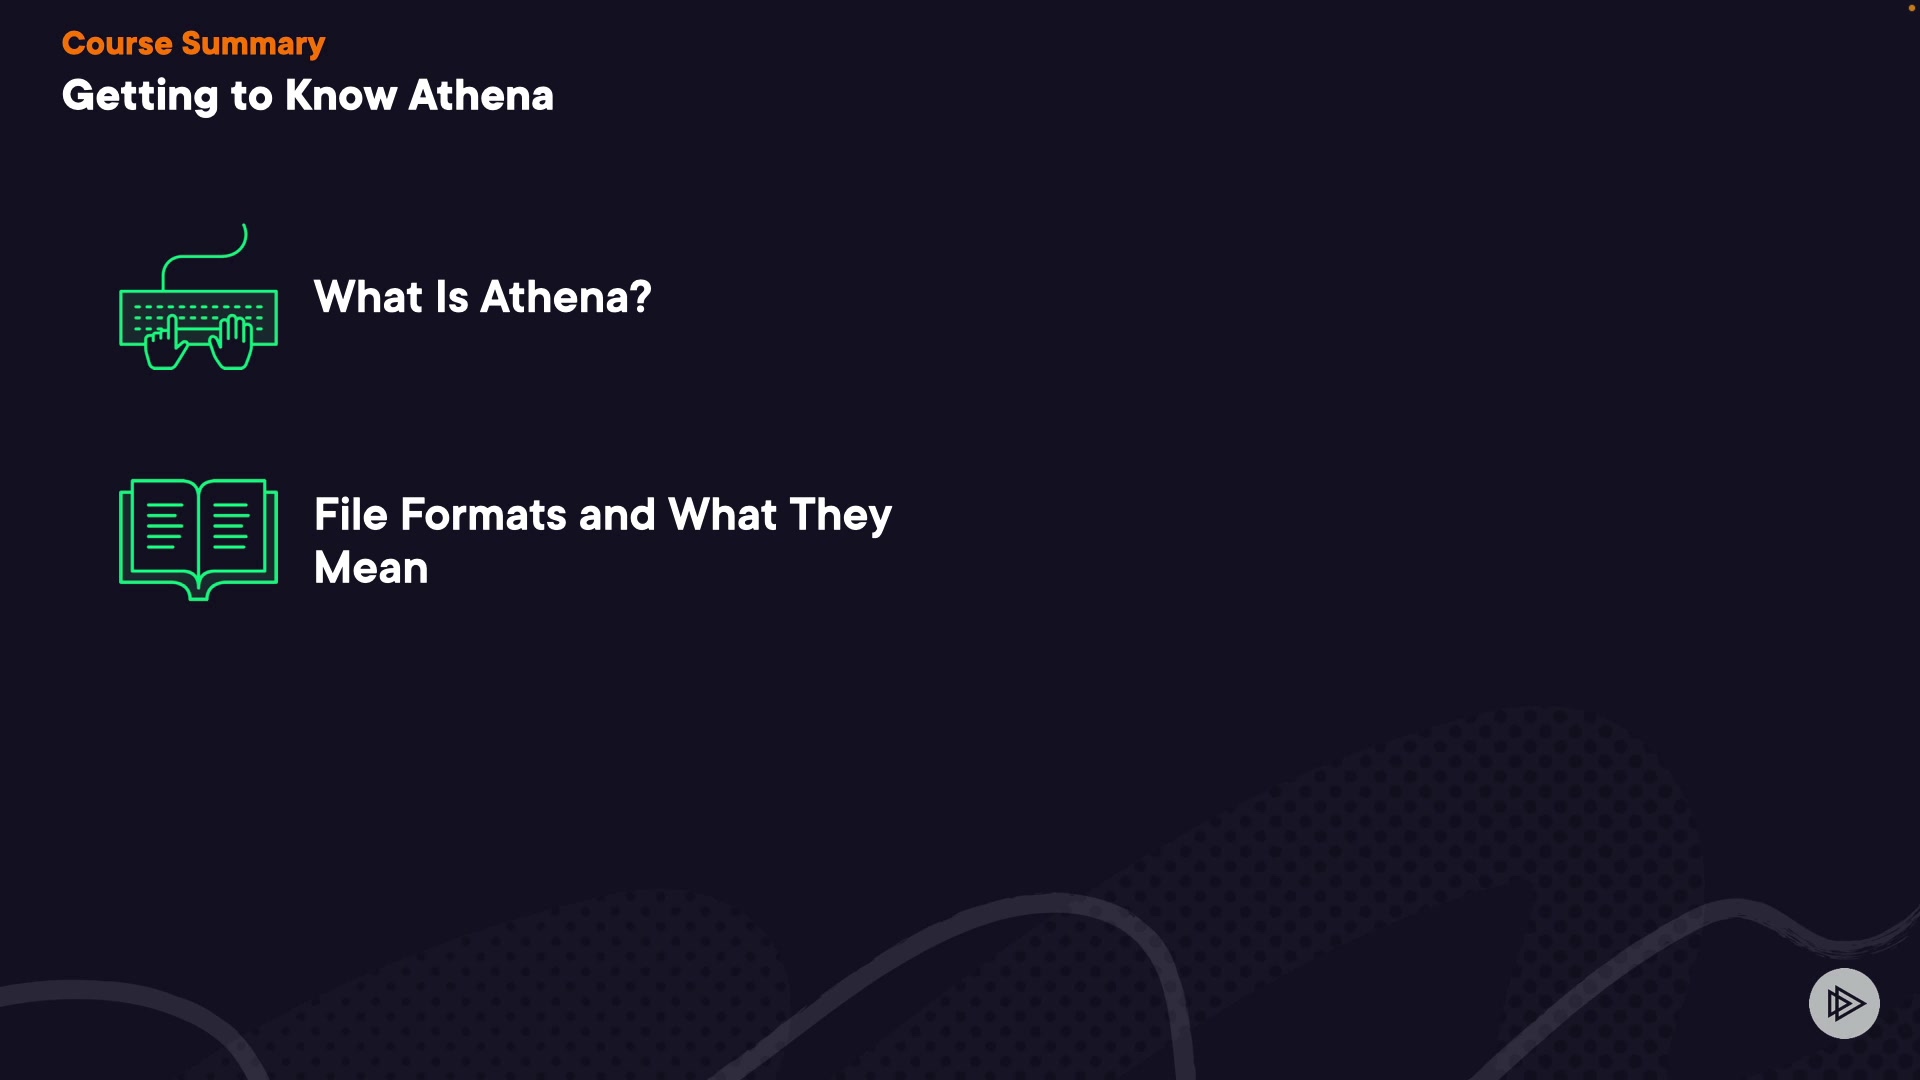 Course Summary
Getting to Know Athena
What Is Athena?
File Formats and What They
Mean